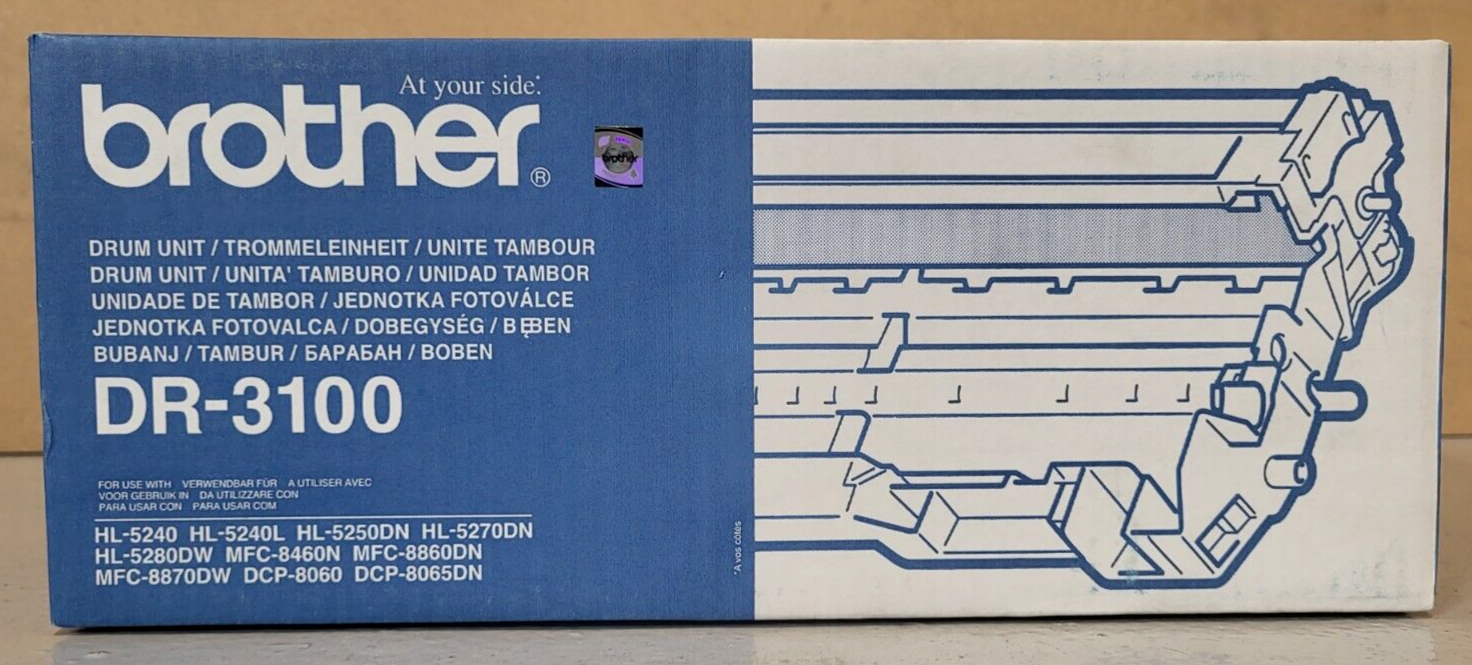 At your side.*
brother®
brother
DRUM UNIT / TROMMELEINHEIT / UNITE TAMBOUR
DRUM UNIT / UNITA' TAMBURO / UNIDAD TAMBOR
UNIDADE DE TAMBOR / JEDNOTKA FOTOVÁLCE
JEDNOTKA FOTOVALCA / DOBEGYSÉG / BĘBEN
BUBANJ / TAMBUR / БАРАБАН / BOBEN
DR-3100
FOR USE WITH VERWENDBAR FÜR A UTILISER AVEC
VOOR GEBRUIK IN DA UTILIZZARE CON
PARA USAR CON PARA USAR COM
HL-5240 HL-5240L HL-5250DN HL-5270DN
HL-5280DW MFC-8460N MFC-8860DN
MFC-8870DW DCP-8060 DCP-8065DN
*A vos côtés